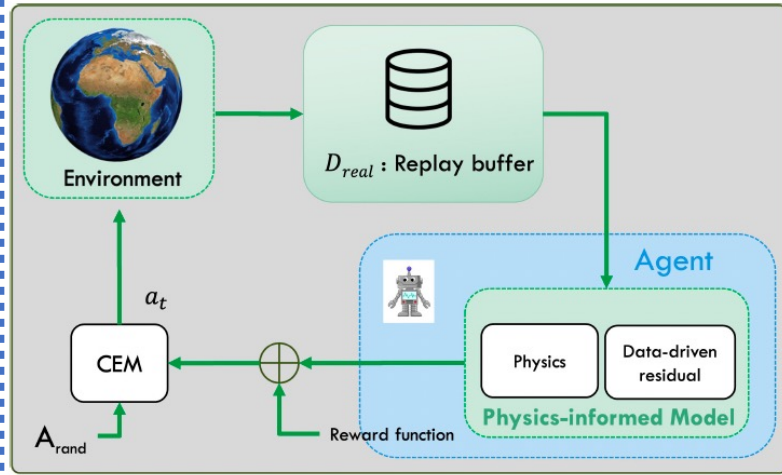 Environment
D_real : Replay buffer
Agent
a_t
CEM
Physics
Data-driven
residual
Physics-informed Model
A_rand
Reward function